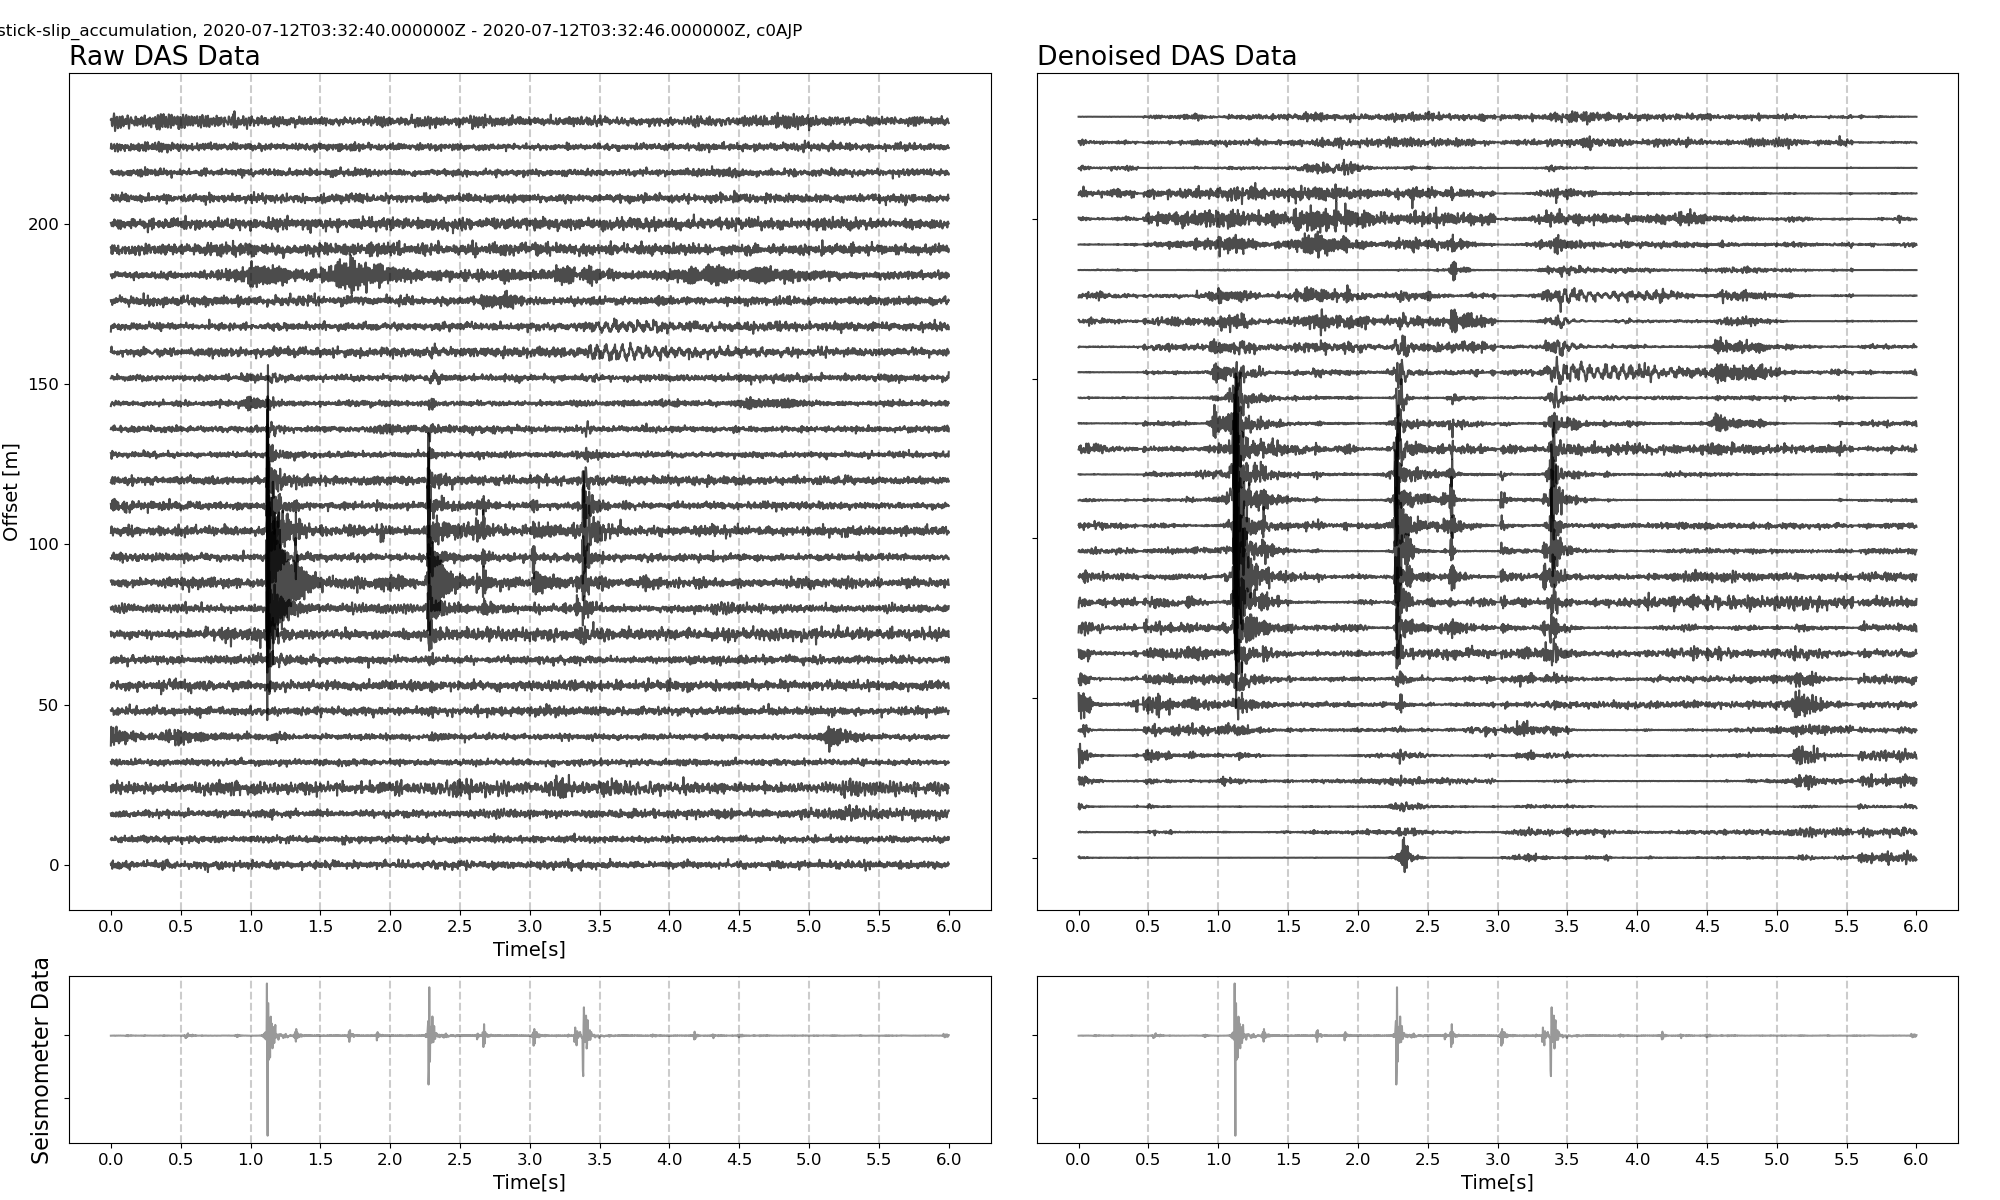 stick-slip_accumulation, 2020-07-12T03:32:40.000000Z - 2020-07-12T03:32:46.000000Z, c0AJP
Raw DAS Data
Denoised DAS Data
Offset [m]
200
150
100
50
0
0.0 0.5 1.0 1.5 2.0 2.5 3.0 3.5 4.0 4.5 5.0 5.5 6.0
Time[s]
0.0 0.5 1.0 1.5 2.0 2.5 3.0 3.5 4.0 4.5 5.0 5.5 6.0
Seismometer Data
0.0 0.5 1.0 1.5 2.0 2.5 3.0 3.5 4.0 4.5 5.0 5.5 6.0
Time[s]
0.0 0.5 1.0 1.5 2.0 2.5 3.0 3.5 4.0 4.5 5.0 5.5 6.0
Time[s]